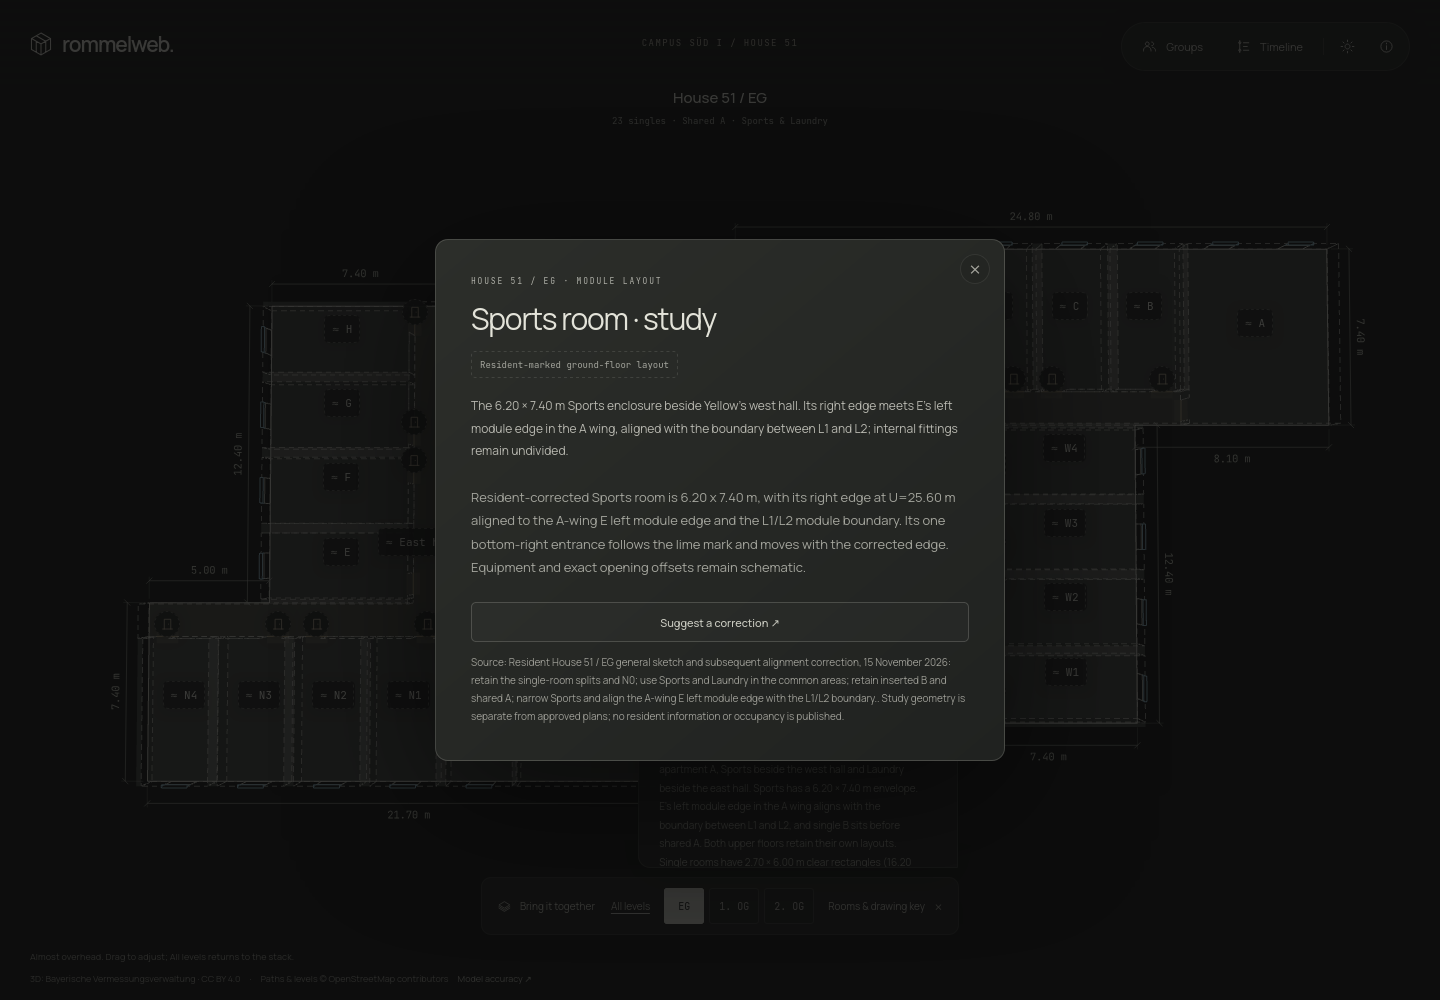 rommelweb.
CAMPUS SÜD I / HOUSE 51
Groups
Timeline
House 51 / EG
23 singles · Shared A · Sports & Laundry
24.80 m
7.40 m
≈ H
≈ G
≈ F
≈ E
12.40 m
≈ East
5.00 m
≈ N4
≈ N3
≈ N2
≈ N1
7.40 m
21.70 m
≈ C
≈ B
≈ A
7.40 m
8.10 m
≈ W4
≈ W3
≈ W2
≈ W1
12.40 m
7.40 m
HOUSE 51 / EG · MODULE LAYOUT
Sports room · study
Resident-marked ground-floor layout
The 6.20 × 7.40 m Sports enclosure beside Yellow's west hall. Its right edge meets E's left
module edge in the A wing, aligned with the boundary between L1 and L2; internal fittings
remain undivided.
Resident-corrected Sports room is 6.20 x 7.40 m, with its right edge at U=25.60 m
aligned to the A-wing E left module edge and the L1/L2 module boundary. Its one
bottom-right entrance follows the lime mark and moves with the corrected edge.
Equipment and exact opening offsets remain schematic.
Suggest a correction ↗
Source: Resident House 51 / EG general sketch and subsequent alignment correction, 15 November 2026:
retain the single-room splits and N0; use Sports and Laundry in the common areas; retain inserted B and
shared A; narrow Sports and align the A-wing E left module edge with the L1/L2 boundary.. Study geometry is
separate from approved plans; no resident information or occupancy is published.
apartment A, Sports beside the west hall and Laundry
beside the east hall. Sports has a 6.20 × 7.40 m envelope.
E's left module edge in the A wing aligns with the
boundary between L1 and L2, and single B sits before
shared A. Both upper floors retain their own layouts.
Single rooms have 2.70 × 6.00 m clear rectangles (16.20
Bring it together
All levels
EG
1. OG
2. OG
Rooms & drawing key ×
Almost overhead. Drag to adjust. All levels returns to the stack.
3D: Bayerische Vermessungsverwaltung · CC BY 4.0
Paths & levels © OpenStreetMap contributors
Model accuracy ↗